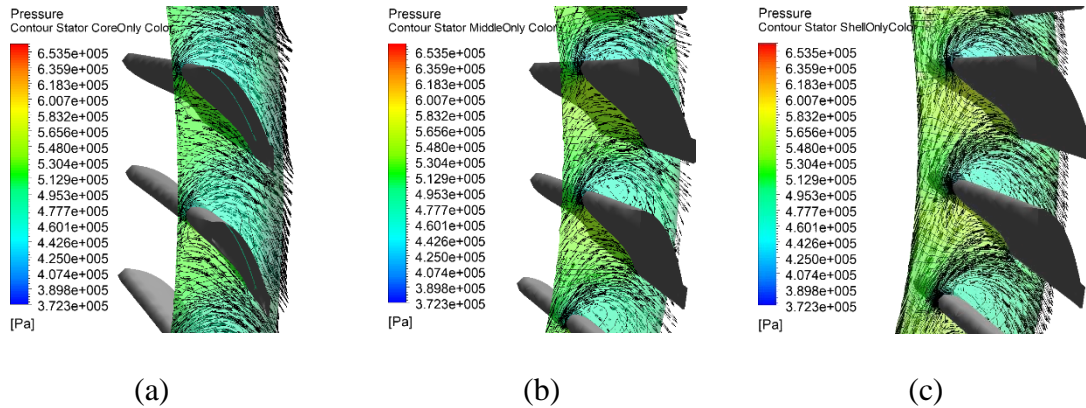 Pressure
Contour Stator CoreOnly Color
6.535e+005
6.359e+005
6.183e+005
6.007e+005
5.832e+005
5.656e+005
5.480e+005
5.304e+005
5.129e+005
4.953e+005
4.777e+005
4.601e+005
4.426e+005
4.250e+005
4.074e+005
3.898e+005
3.723e+005
[Pa]
(a)
Pressure
Contour Stator MiddleOnly Color
6.535e+005
6.359e+005
6.183e+005
6.007e+005
5.832e+005
5.656e+005
5.480e+005
5.304e+005
5.129e+005
4.953e+005
4.777e+005
4.601e+005
4.426e+005
4.250e+005
4.074e+005
3.898e+005
3.723e+005
[Pa]
(b)
Pressure
Contour Stator ShellOnlyColor
6.535e+005
6.359e+005
6.183e+005
6.007e+005
5.832e+005
5.656e+005
5.480e+005
5.304e+005
5.129e+005
4.953e+005
4.777e+005
4.601e+005
4.426e+005
4.250e+005
4.074e+005
3.898e+005
3.723e+005
[Pa]
(c)